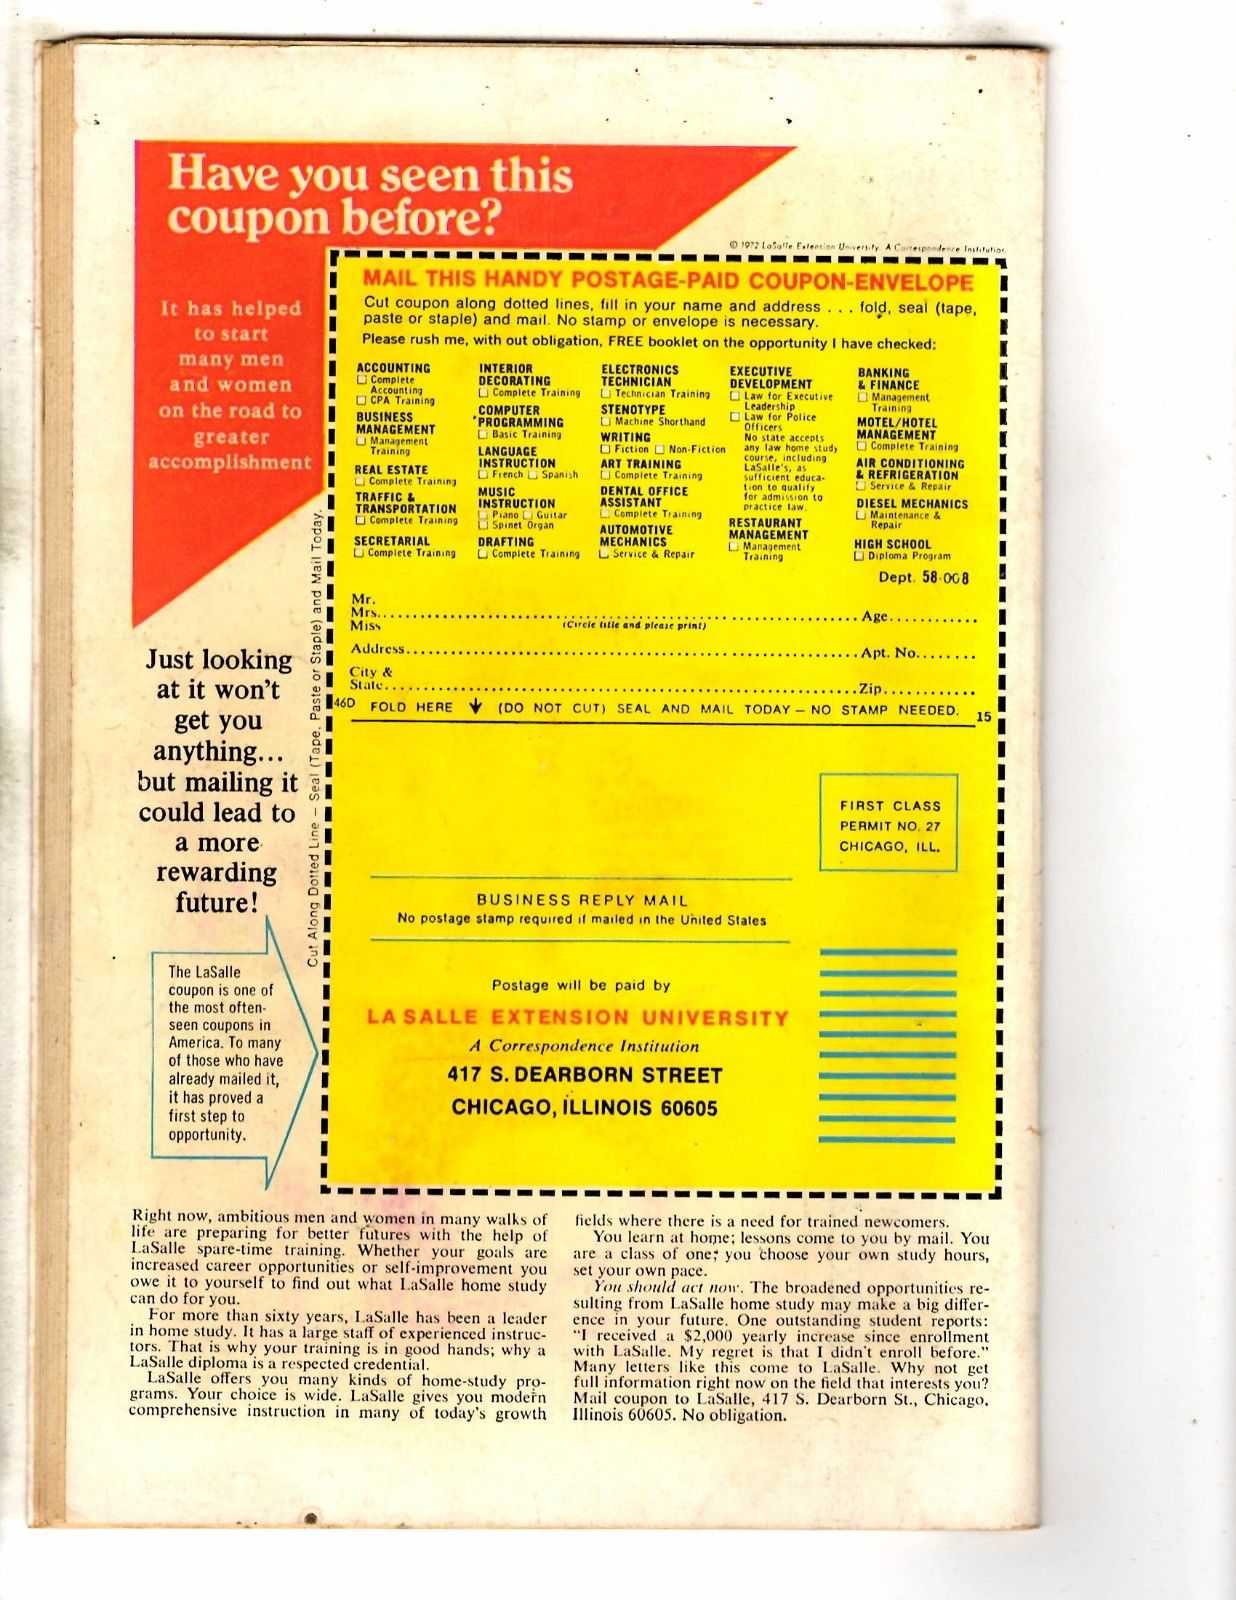 Have you seen this
coupon before?
It has helped
to start
many men
and women
on the road to
greater
accomplishment
© 1972 LaSalle Extension University A Correspondence Institution
MAIL THIS HANDY POSTAGE-PAID COUPON-ENVELOPE
Cut coupon along dotted lines, fill in your name and address . . . fold, seal (tape,
paste or staple) and mail. No stamp or envelope is necessary.
Please rush me, with out obligation, FREE booklet on the opportunity I have checked:
ACCOUNTING
☐ Complete
Accounting
☐ CPA Training
BUSINESS
MANAGEMENT
☐ Management
Training
REAL ESTATE
☐ Complete Training
TRAFFIC &
TRANSPORTATION
☐ Complete Training
SECRETARIAL
☐ Complete Training
INTERIOR
DECORATING
☐ Complete Training
COMPUTER
PROGRAMMING
☐ Basic Training
LANGUAGE
INSTRUCTION
☐ French ☐ Spanish
MUSIC
INSTRUCTION
☐ Piano ☐ Guitar
☐ Spinet Organ
DRAFTING
☐ Complete Training
ELECTRONICS
TECHNICIAN
☐ Technician Training
STENOTYPE
☐ Machine Shorthand
WRITING
☐ Fiction ☐ Non-Fiction
ART TRAINING
☐ Complete Training
DENTAL OFFICE
ASSISTANT
☐ Complete Training
AUTOMOTIVE
MECHANICS
☐ Service & Repair
EXECUTIVE
DEVELOPMENT
☐ Law for Executive
Leadership
☐ Law for Police
Officers
No state accepts
any law home study
course, including
LaSalle's, as
sufficient educa-
tion to qualify
for admission to
practice law.
RESTAURANT
MANAGEMENT
☐ Management
Training
BANKING
& FINANCE
☐ Management
Training
MOTEL/HOTEL
MANAGEMENT
☐ Complete Training
AIR CONDITIONING
& REFRIGERATION
☐ Service & Repair
DIESEL MECHANICS
☐ Maintenance &
Repair
HIGH SCHOOL
☐ Diploma Program
Dept. 58-008
Mr.
Mrs. Age
Miss (Circle title and please print)
Address Apt. No.
City &
State Zip
46D FOLD HERE ↓ (DO NOT CUT) SEAL AND MAIL TODAY – NO STAMP NEEDED. 15
Cut Along Dotted Line – Seal (Tape, Paste or Staple) and Mail Today.
Just looking
at it won't
get you
anything...
but mailing it
could lead to
a more
rewarding
future!
FIRST CLASS
PERMIT NO. 27
CHICAGO, ILL.
BUSINESS REPLY MAIL
No postage stamp required if mailed in the United States
Postage will be paid by
LA SALLE EXTENSION UNIVERSITY
A Correspondence Institution
417 S. DEARBORN STREET
CHICAGO, ILLINOIS 60605
The LaSalle
coupon is one of
the most often-
seen coupons in
America. To many
of those who have
already mailed it,
it has proved a
first step to
opportunity.
Right now, ambitious men and women in many walks of
life are preparing for better futures with the help of
LaSalle spare-time training. Whether your goals are
increased career opportunities or self-improvement you
owe it to yourself to find out what LaSalle home study
can do for you.
For more than sixty years, LaSalle has been a leader
in home study. It has a large staff of experienced instruc-
tors. That is why your training is in good hands; why a
LaSalle diploma is a respected credential.
LaSalle offers you many kinds of home-study pro-
grams. Your choice is wide. LaSalle gives you modern
comprehensive instruction in many of today's growth
fields where there is a need for trained newcomers.
You learn at home; lessons come to you by mail. You
are a class of one; you choose your own study hours,
set your own pace.
You should act now. The broadened opportunities re-
sulting from LaSalle home study may make a big differ-
ence in your future. One outstanding student reports:
"I received a $2,000 yearly increase since enrollment
with LaSalle. My regret is that I didn't enroll before."
Many letters like this come to LaSalle. Why not get
full information right now on the field that interests you?
Mail coupon to LaSalle, 417 S. Dearborn St., Chicago,
Illinois 60605. No obligation.